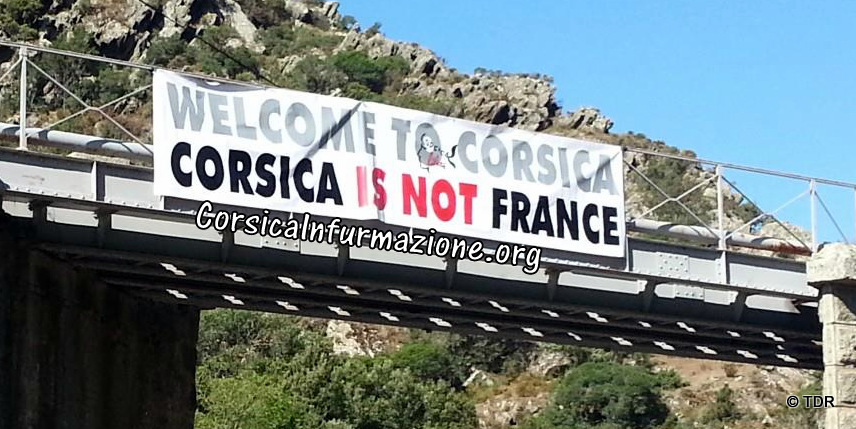 WELCOME TO CORSICA
CORSICA IS NOT FRANCE
CorsicaInfurmazione.org
© TDR